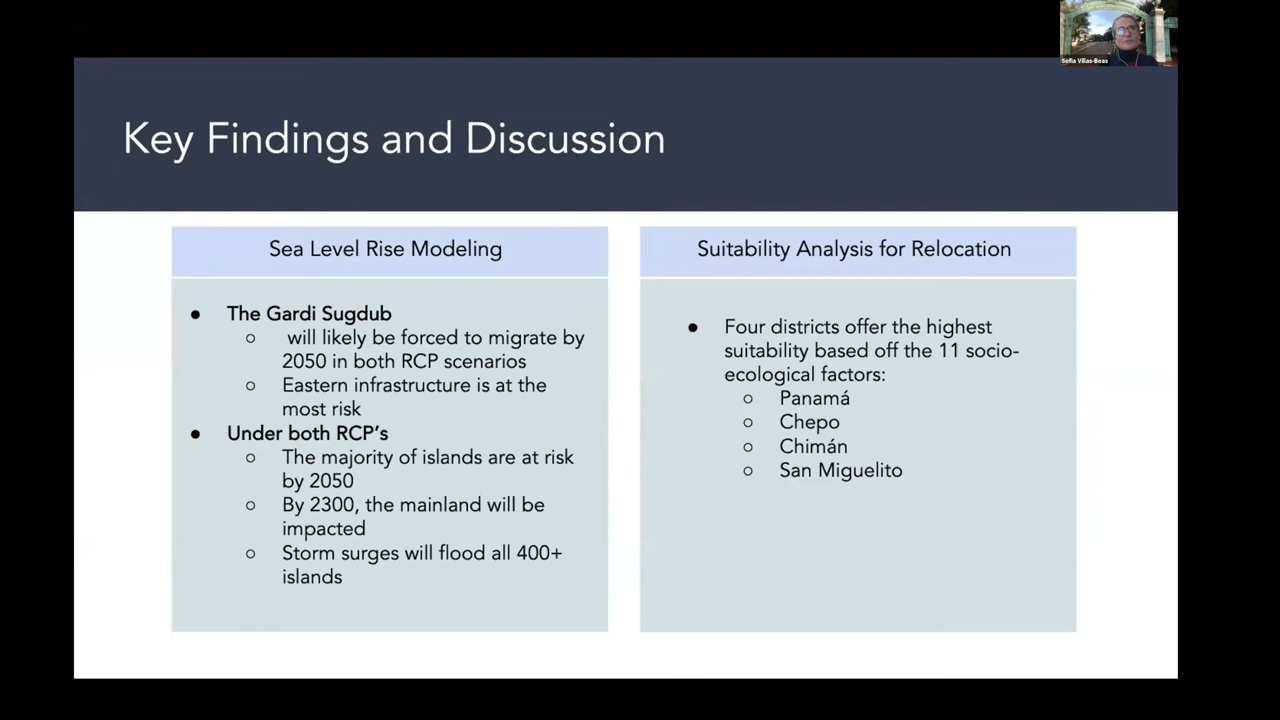 Sofia Villas-Boas
Key Findings and Discussion
Sea Level Rise Modeling
● The Gardi Sugdub
○ will likely be forced to migrate by
2050 in both RCP scenarios
○ Eastern infrastructure is at the
most risk
● Under both RCP's
○ The majority of islands are at risk
by 2050
○ By 2300, the mainland will be
impacted
○ Storm surges will flood all 400+
islands
Suitability Analysis for Relocation
● Four districts offer the highest
suitability based off the 11 socio-
ecological factors:
○ Panamá
○ Chepo
○ Chimán
○ San Miguelito